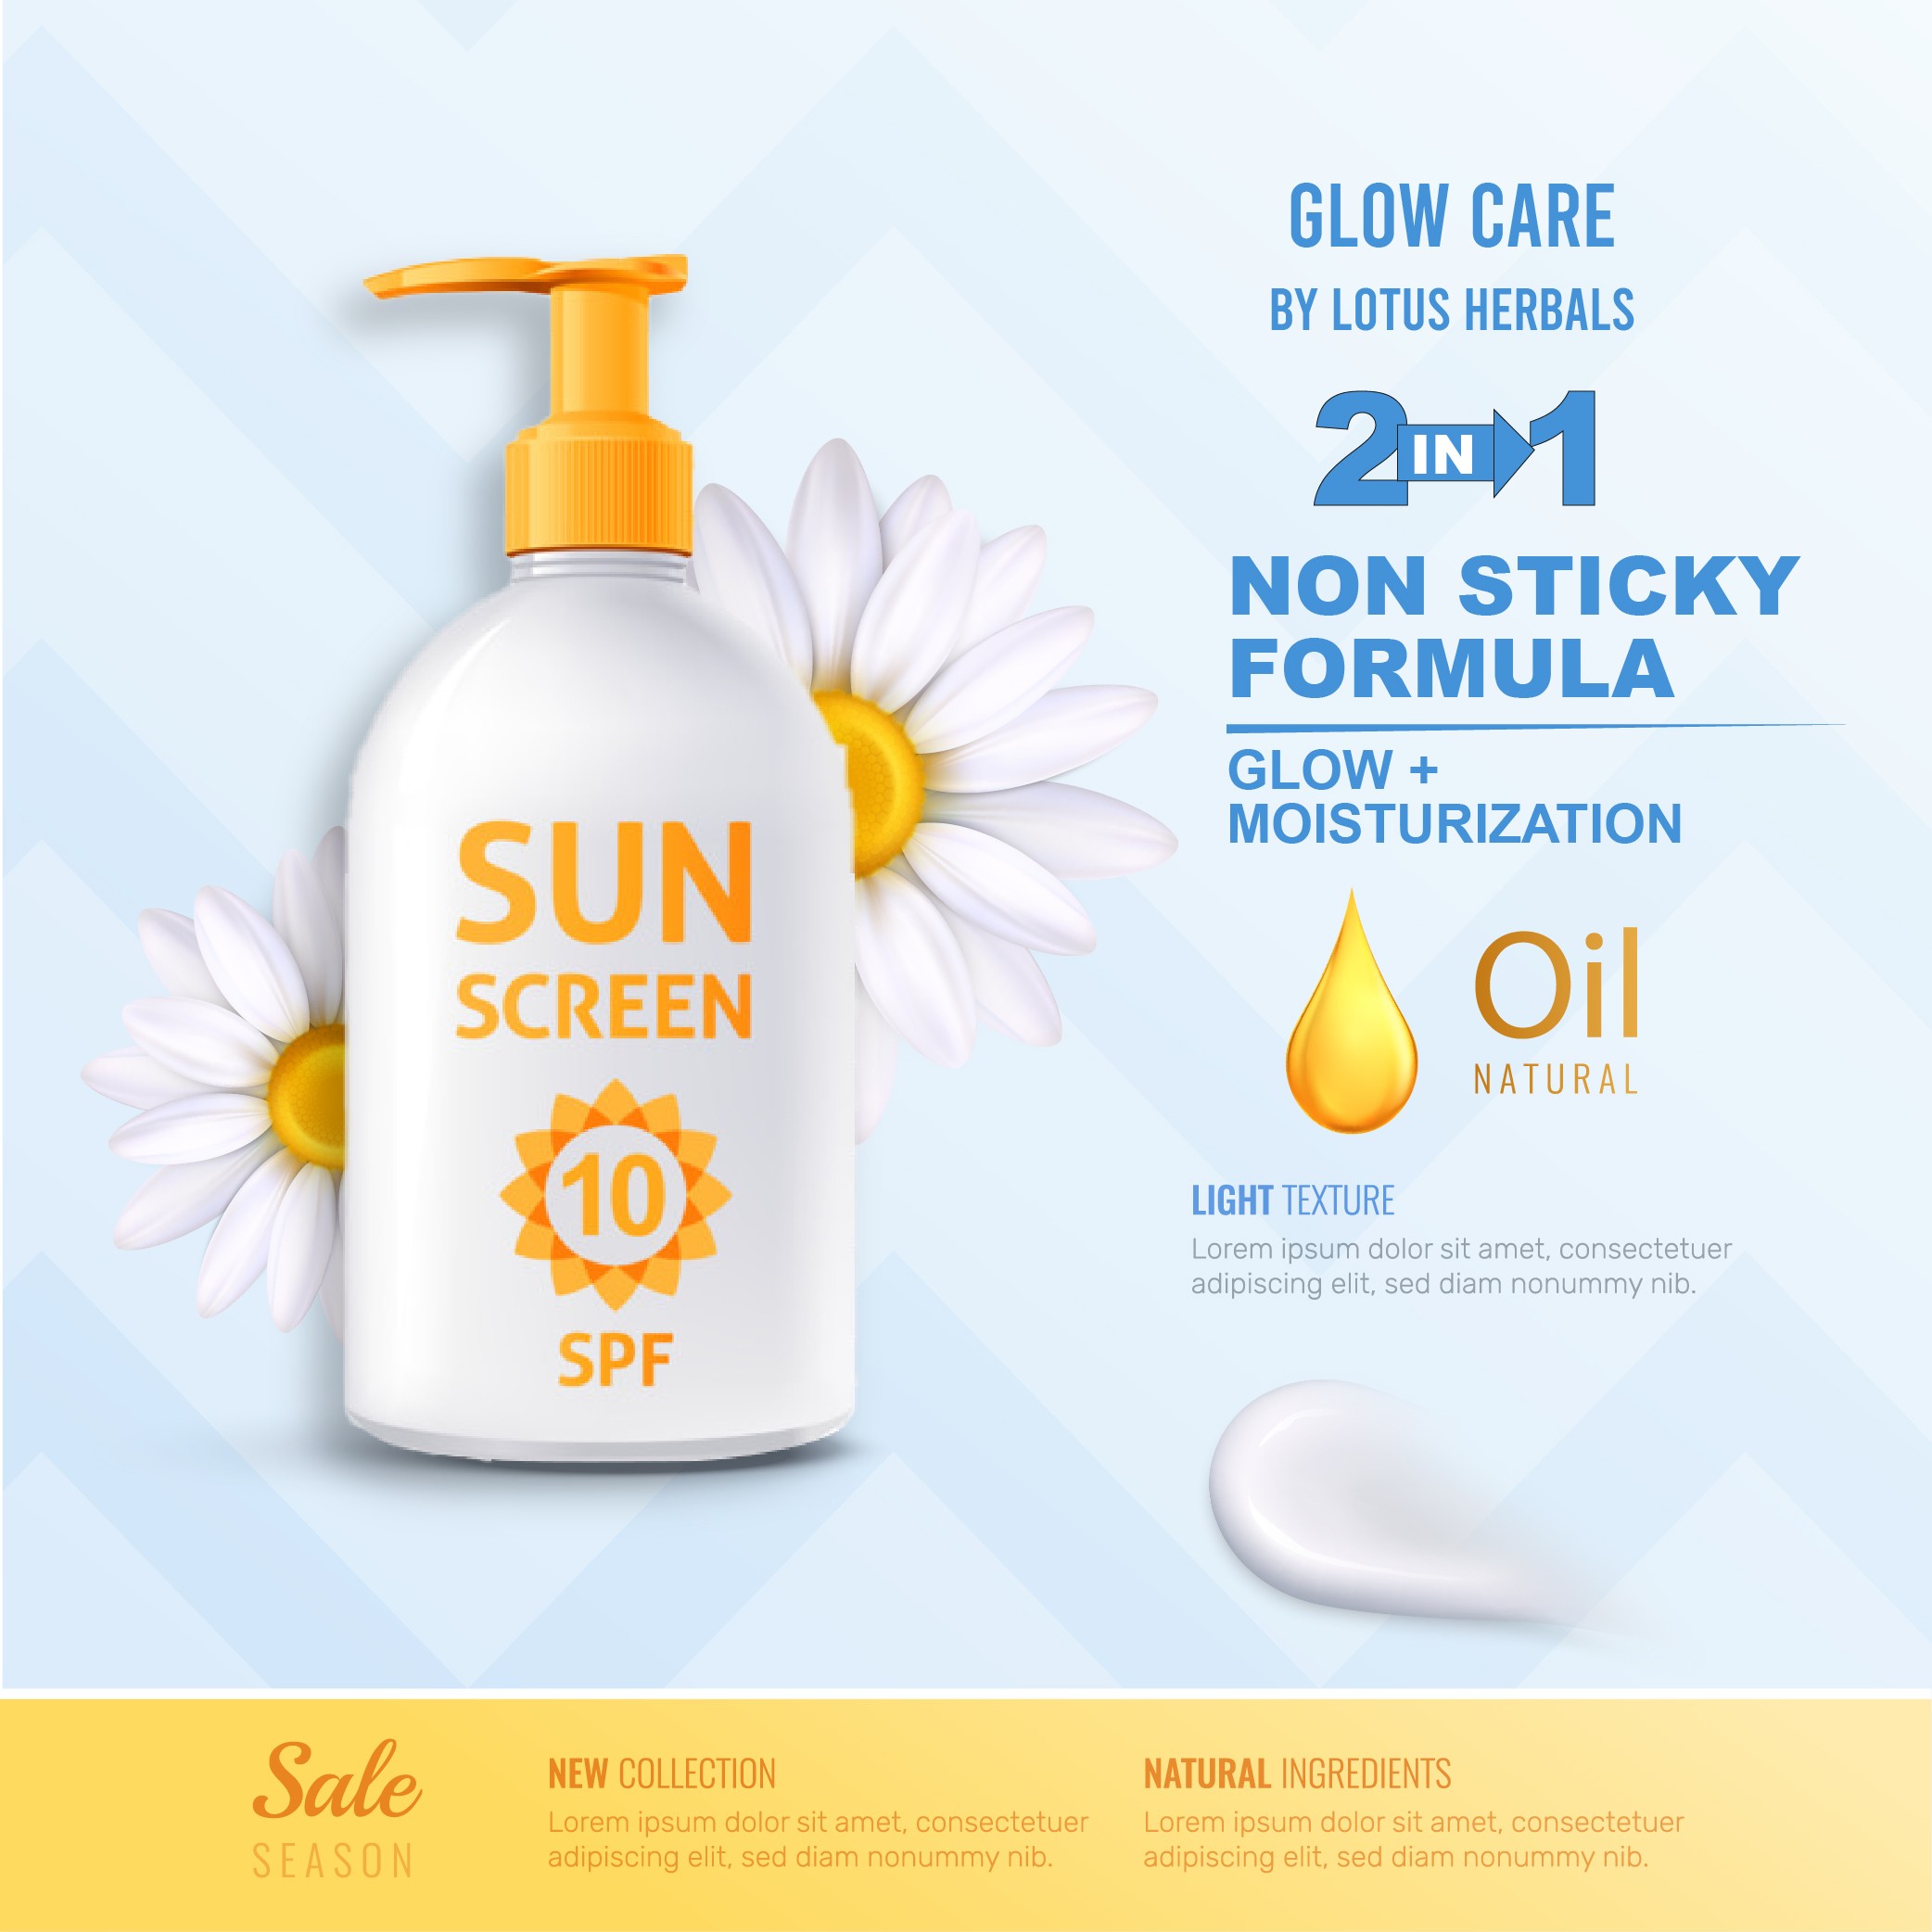 GLOW CARE
BY LOTUS HERBALS
2 IN 1
NON STICKY
FORMULA
GLOW +
MOISTURIZATION
Oil
NATURAL
LIGHT TEXTURE
Lorem ipsum dolor sit amet, consectetuer
adipiscing elit, sed diam nonummy nib.
SUN
SCREEN
10
SPF
Sale
SEASON
NEW COLLECTION
Lorem ipsum dolor sit amet, consectetuer
adipiscing elit, sed diam nonummy nib.
NATURAL INGREDIENTS
Lorem ipsum dolor sit amet, consectetuer
adipiscing elit, sed diam nonummy nib.